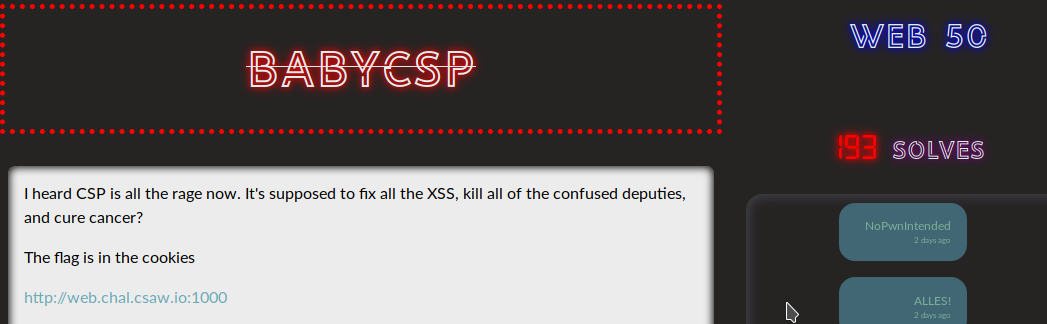 BABYCSP
WEB 50
193 SOLVES
I heard CSP is all the rage now. It's supposed to fix all the XSS, kill all of the confused deputies,
and cure cancer?
The flag is in the cookies
http://web.chal.csaw.io:1000
NoPwnIntended
2 days ago
ALLES!
2 days ago